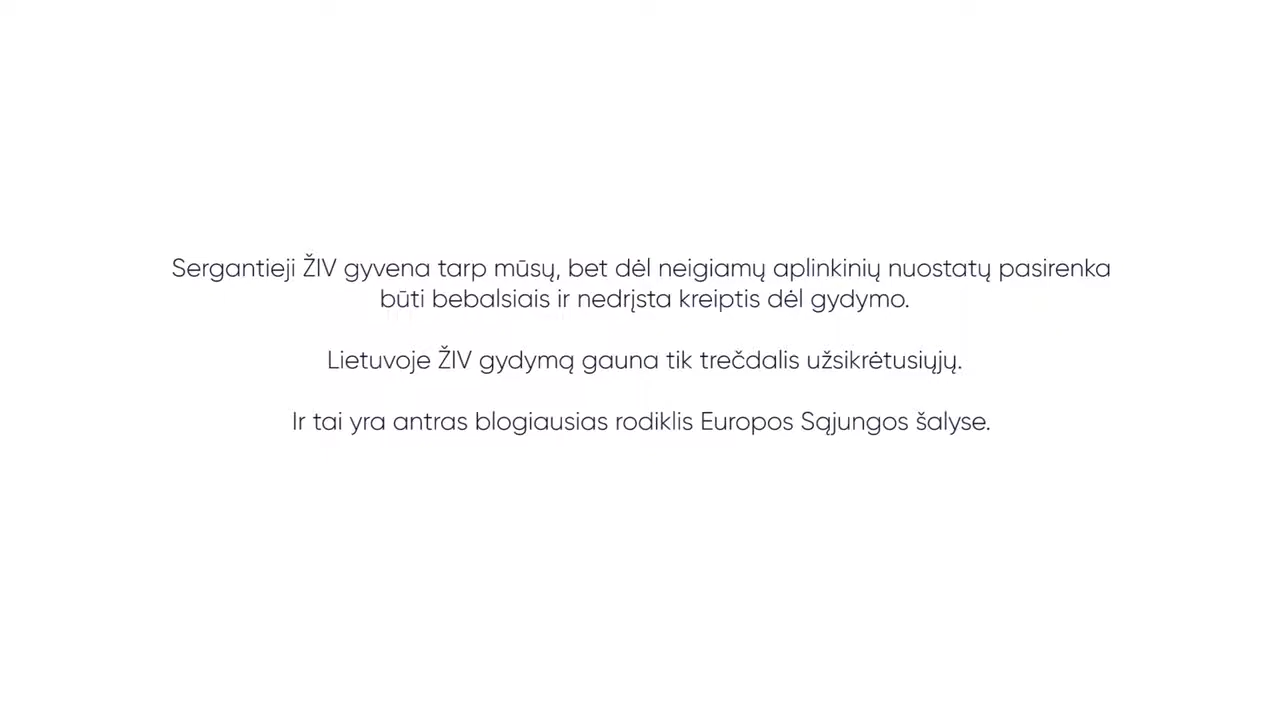 Sergantieji ŽIV gyvena tarp mūsų, bet dėl neigiamų aplinkinių nuostatų pasirenka
būti bebalsiais ir nedrįsta kreiptis dėl gydymo.
Lietuvoje ŽIV gydymą gauna tik trečdalis užsikrėtusiųjų.
Ir tai yra antras blogiausias rodiklis Europos Sąjungos šalyse.